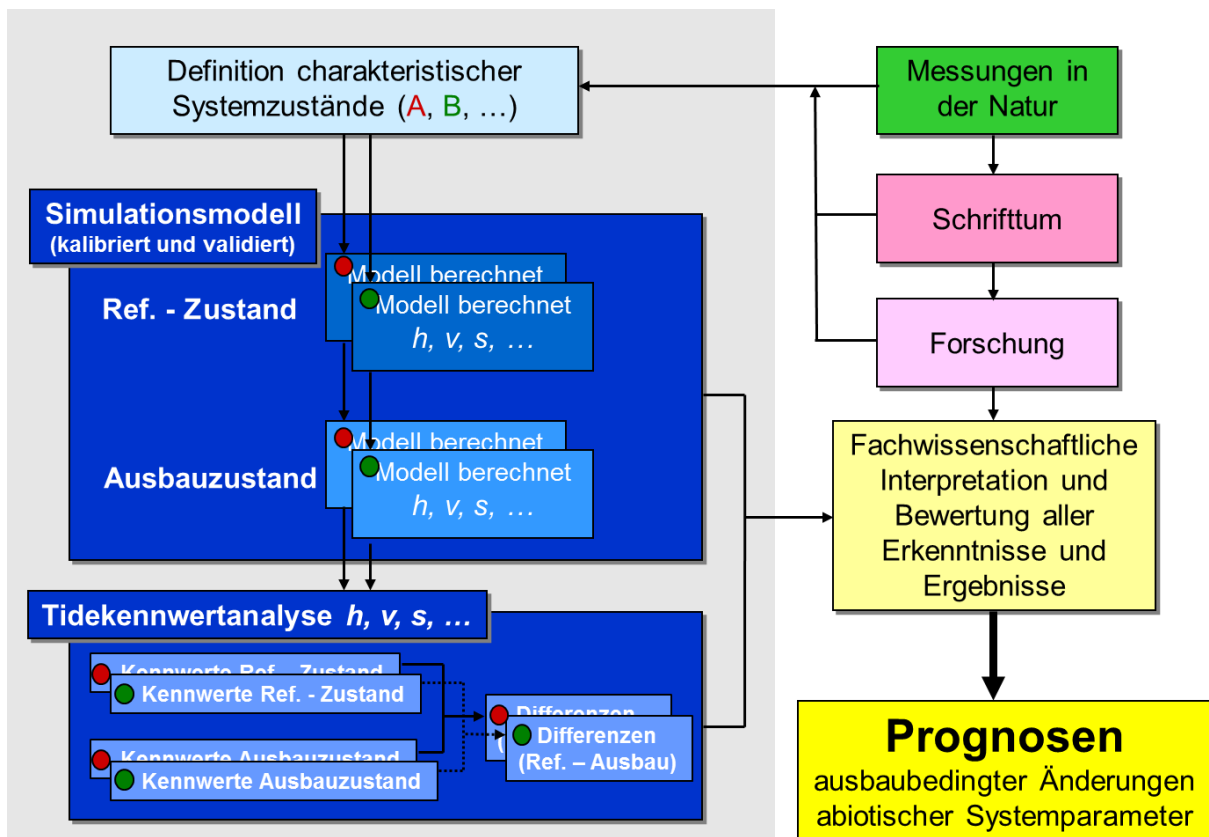 Definition charakteristischer
Systemzustände (A, B, …)
Messungen in
der Natur
Schrifttum
Forschung
Simulationsmodell
(kalibriert und validiert)
Ref. - Zustand
Modell berechnet
Modell berechnet
h, v, s, …
Ausbauzustand
Modell berechnet
Modell berechnet
h, v, s, …
Fachwissenschaftliche
Interpretation und
Bewertung aller
Erkenntnisse und
Ergebnisse
Tidekennwertanalyse h, v, s, …
Kennwerte Ref. - Zustand
Kennwerte Ref. - Zustand
Kennwerte Ausbauzustand
Kennwerte Ausbauzustand
Differenzen
(
Differenzen
(Ref. – Ausbau)
Prognosen
ausbaubedingter Änderungen
abiotischer Systemparameter